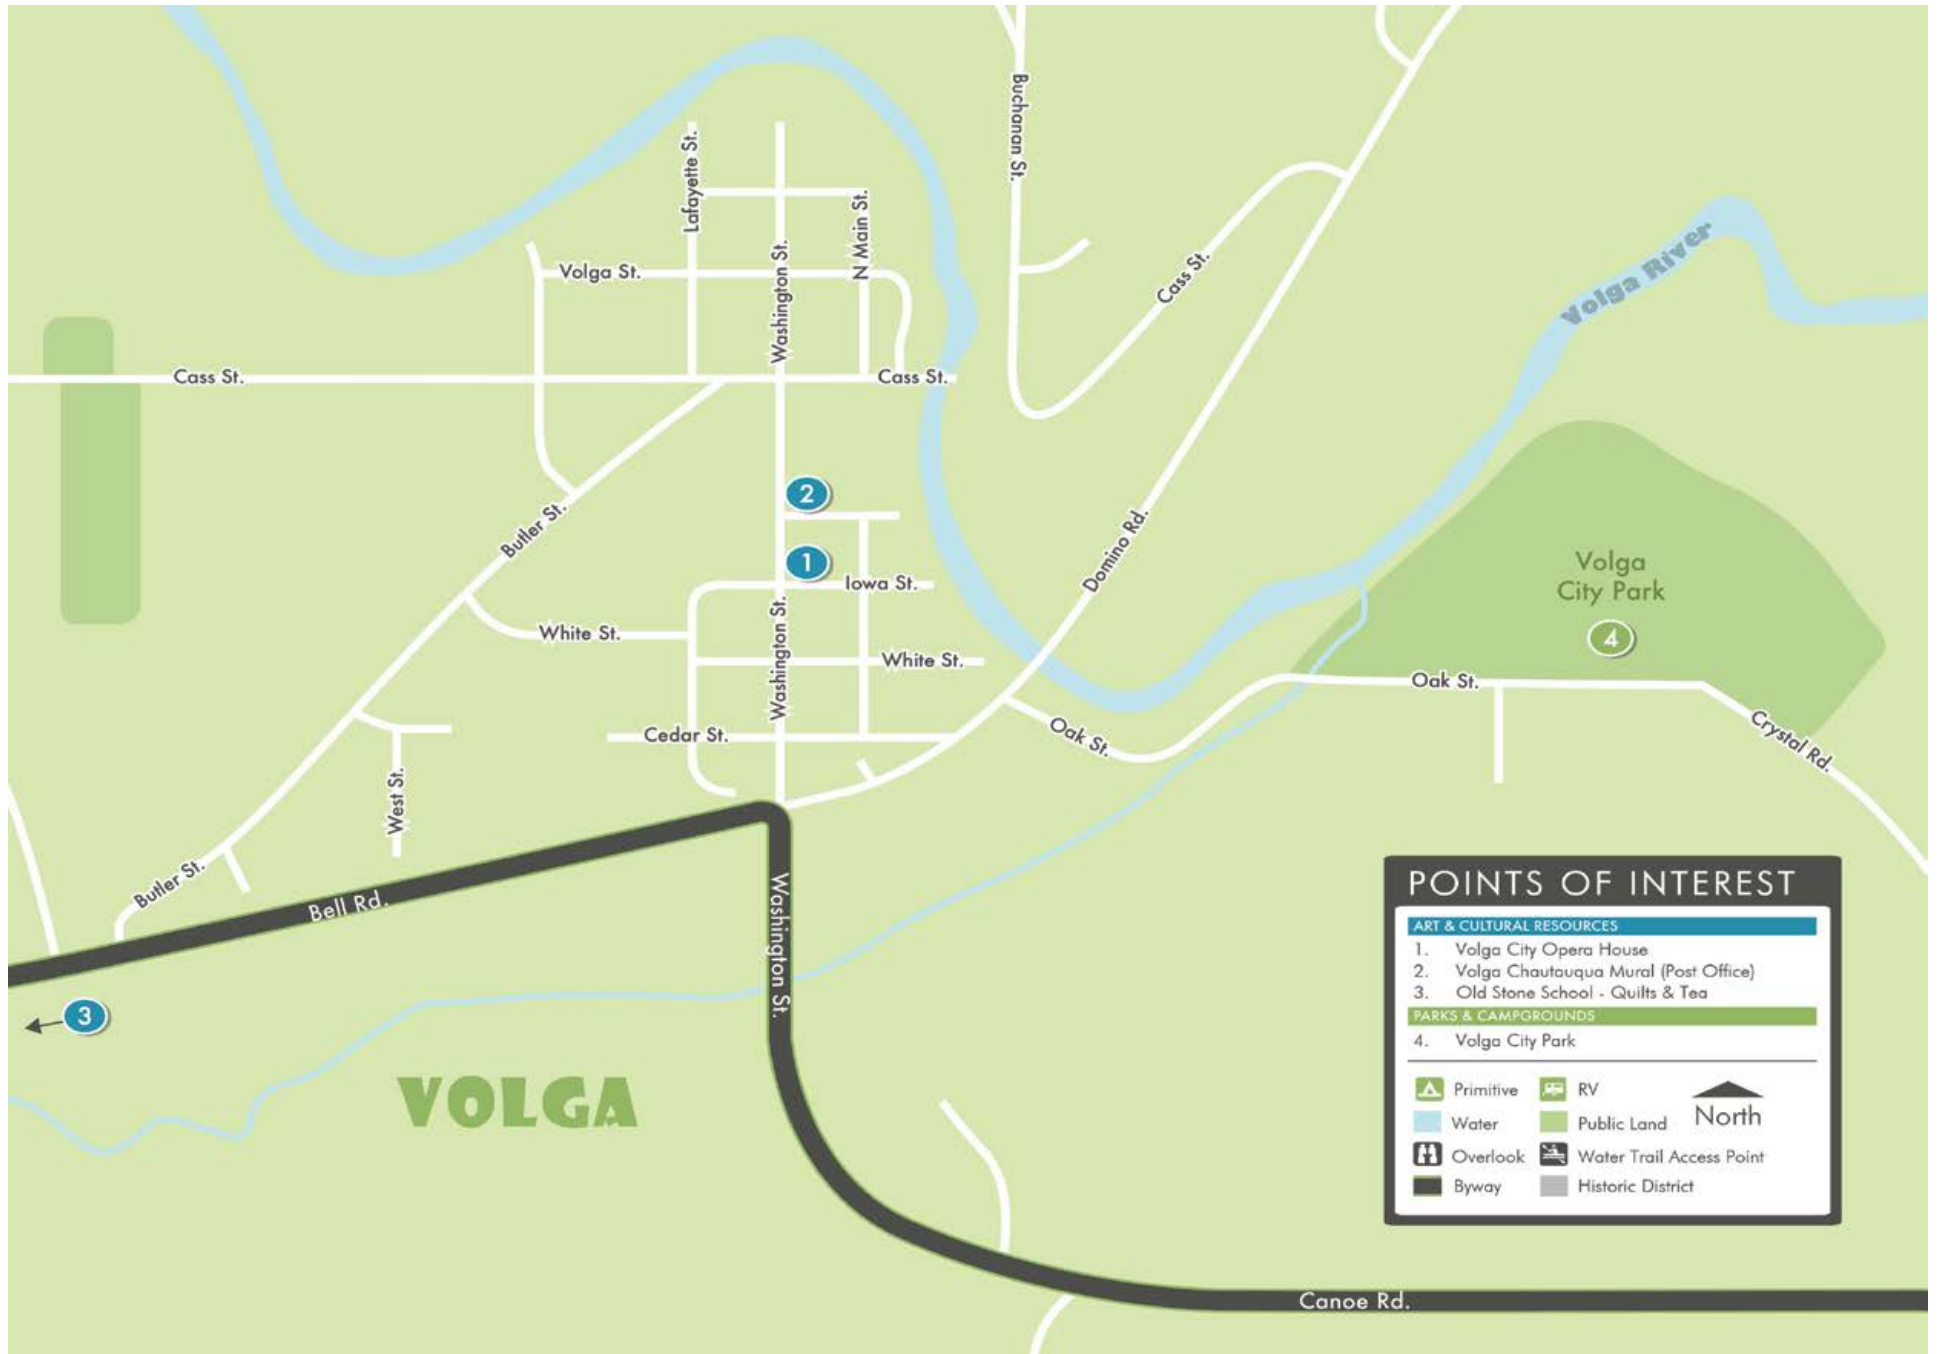 Buchanan St.
Lafayette St.
N Main St.
Washington St.
Volga St.
Cass St.
Volga River
Cass St.
Cass St.
2
Butler St.
Domino Rd.
1
Iowa St.
Volga
City Park
4
White St.
White St.
Washington St.
Oak St.
Cedar St.
Oak St.
Crystal Rd.
West St.
Butler St.
Bell Rd.
Washington St.
3
VOLGA
Canoe Rd.
POINTS OF INTEREST
ART & CULTURAL RESOURCES
1. Volga City Opera House
2. Volga Chautauqua Mural (Post Office)
3. Old Stone School - Quilts & Tea
PARKS & CAMPGROUNDS
4. Volga City Park
Primitive RV
North
Water Public Land
Overlook Water Trail Access Point
Byway Historic District